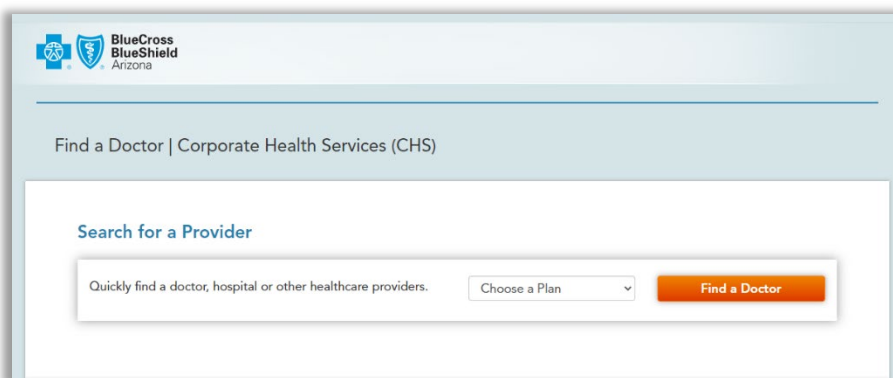 BlueCross
BlueShield
Arizona
Find a Doctor | Corporate Health Services (CHS)
Search for a Provider
Quickly find a doctor, hospital or other healthcare providers.
Choose a Plan
Find a Doctor